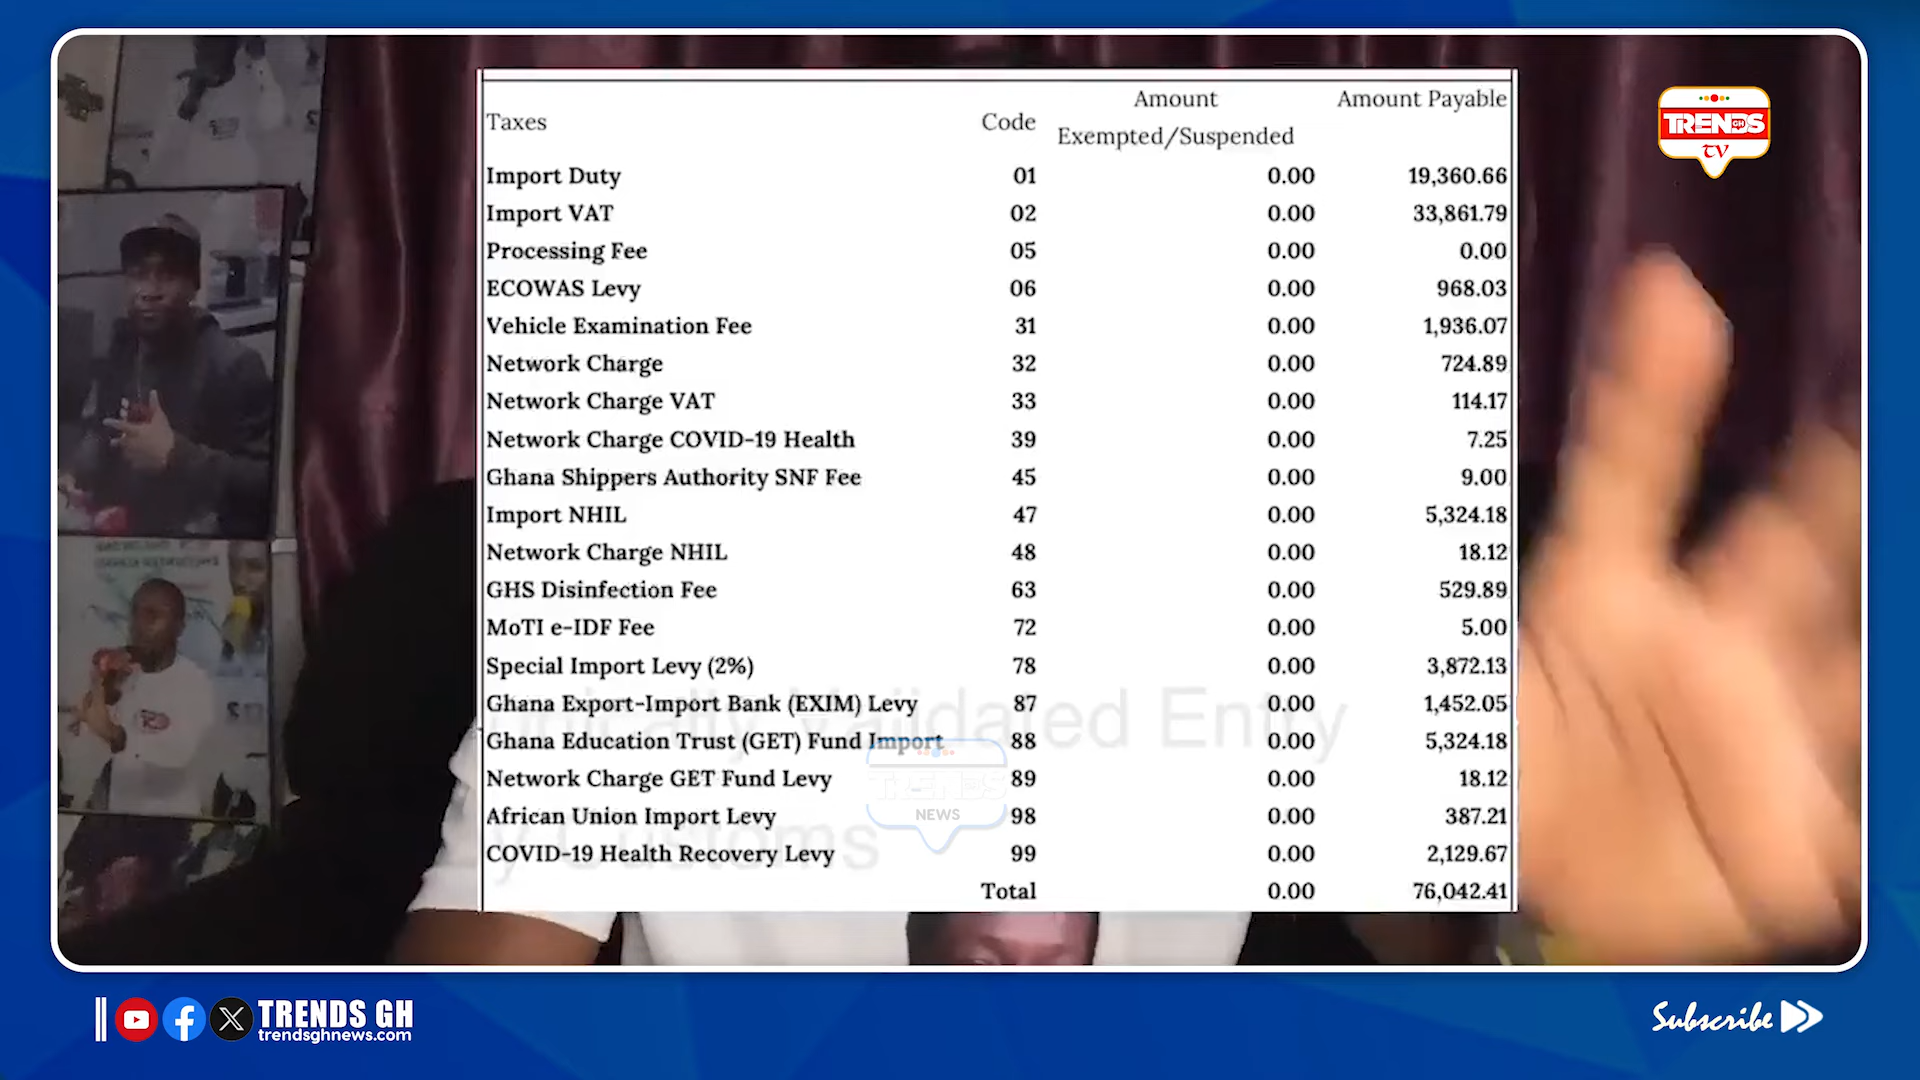 Taxes Code Amount Exempted/Suspended Amount Payable
Import Duty 01 0.00 19,360.66
Import VAT 02 0.00 33,861.79
Processing Fee 05 0.00 0.00
ECOWAS Levy 06 0.00 968.03
Vehicle Examination Fee 31 0.00 1,936.07
Network Charge 32 0.00 724.89
Network Charge VAT 33 0.00 114.17
Network Charge COVID-19 Health 39 0.00 7.25
Ghana Shippers Authority SNF Fee 45 0.00 9.00
Import NHIL 47 0.00 5,324.18
Network Charge NHIL 48 0.00 18.12
GHS Disinfection Fee 63 0.00 529.89
MoTI e-IDF Fee 72 0.00 5.00
Special Import Levy (2%) 78 0.00 3,872.13
Ghana Export-Import Bank (EXIM) Levy 87 0.00 1,452.05
Ghana Education Trust (GET) Fund Import 88 0.00 5,324.18
Network Charge GET Fund Levy 89 0.00 18.12
African Union Import Levy 98 0.00 387.21
COVID-19 Health Recovery Levy 99 0.00 2,129.67
Total 0.00 76,042.41
Validated Entry
Customs
TRENDS
NEWS
TRENDS GH
TV
TRENDS GH
trendsghnews.com
Subscribe